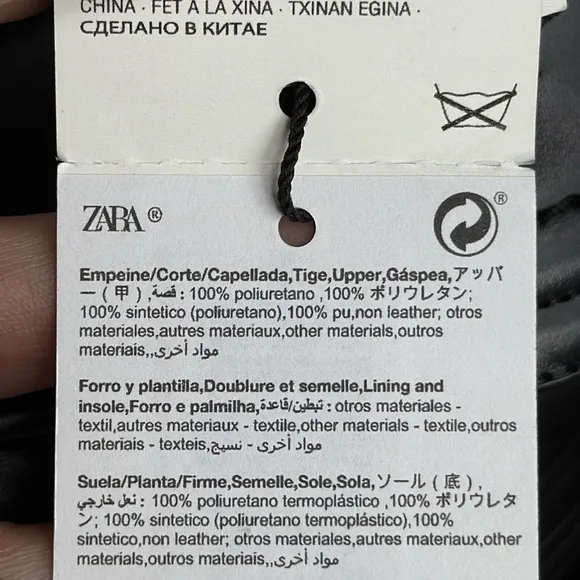 CHINA · FET A LA XINA · TXINAN EGINA ·
СДЕЛАНО В КИТАЕ
ZARA ®
®
Empeine/Corte/Capellada,Tige,Upper,Gáspea,アッパ
ー ( 甲 ) ,فصة : 100% poliuretano ,100% ポリウレタン;
100% sintetico (poliuretano),100% pu,non leather; otros
materiales,autres materiaux,other materials,outros
materiais,,مواد أخرى
Forro y plantilla,Doublure et semelle,Lining and
insole,Forro e palmilha,تبطين/قاعدة : otros materiales -
textil,autres materiaux - textile,other materials - textile,outros
materiais - texteis,مواد أخرى - نسيج
Suela/Planta/Firme,Semelle,Sole,Sola,ソール ( 底 ) ,
نعل خارجي : 100% poliuretano termoplástico ,100% ポリウレタ
ン; 100% sintetico (poliuretano termoplástico),100%
sintetico,non leather; otros materiales,autres materiaux,other
materials,outros materiais,,مواد أخرى